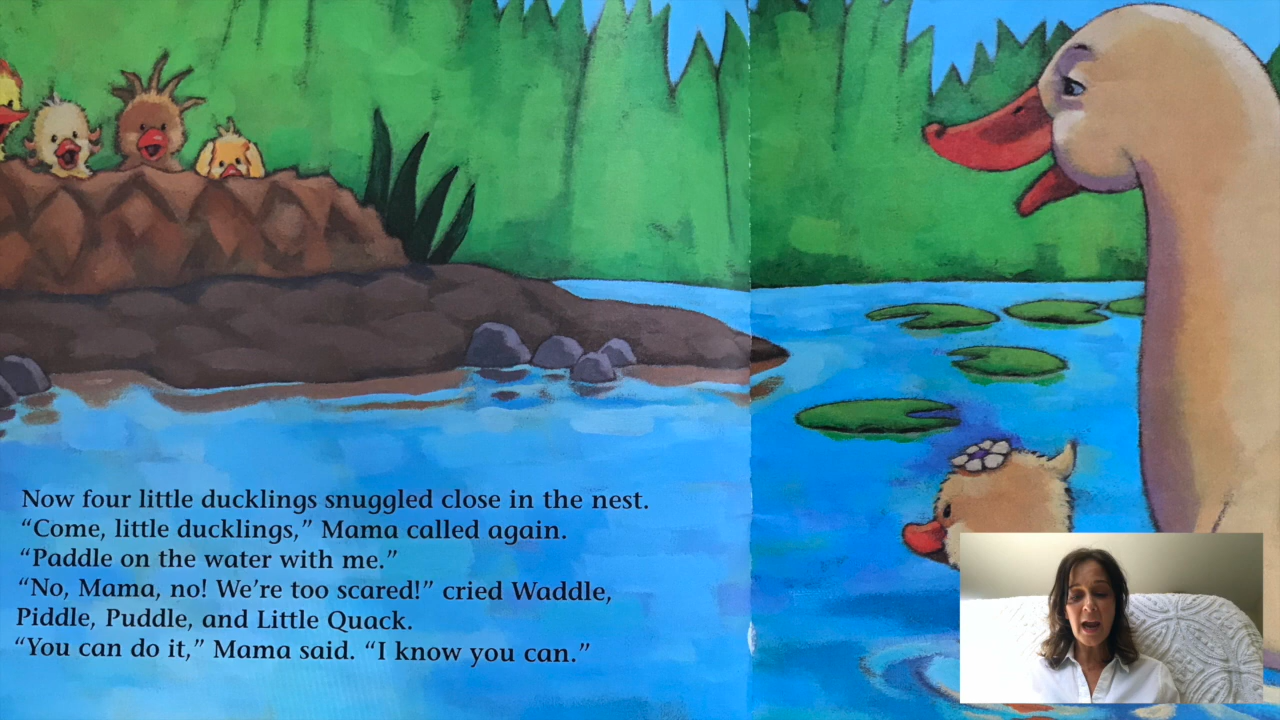 Now four little ducklings snuggled close in the nest.
“Come, little ducklings,” Mama called again.
“Paddle on the water with me.”
“No, Mama, no! We’re too scared!” cried Waddle,
Piddle, Puddle, and Little Quack.
“You can do it,” Mama said. “I know you can.”